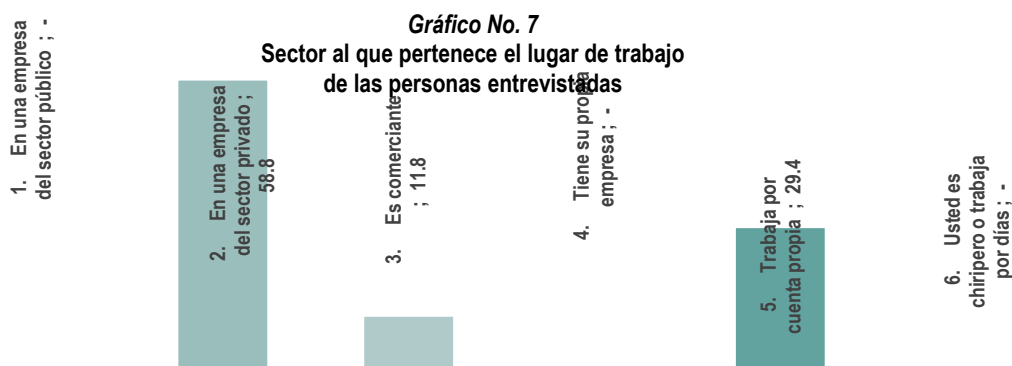 Gráfico No. 7
Sector al que pertenece el lugar de trabajo
de las personas entrevistadas
1. En una empresa
del sector público ; -
2. En una empresa
del sector privado ;
58.8
3. Es comerciante
; 11.8
4. Tiene su propia
empresa ; -
5. Trabaja por
cuenta propia ; 29.4
6. Usted es
chiripero o trabaja
por días ; -